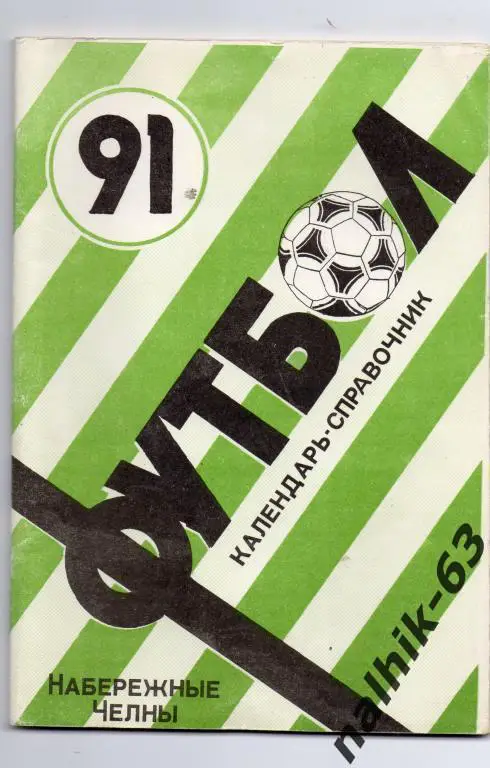 91
ФУТБОЛ
КАЛЕНДАРЬ-СПРАВОЧНИК
НАБЕРЕЖНЫЕ
ЧЕЛНЫ
nalhik-63